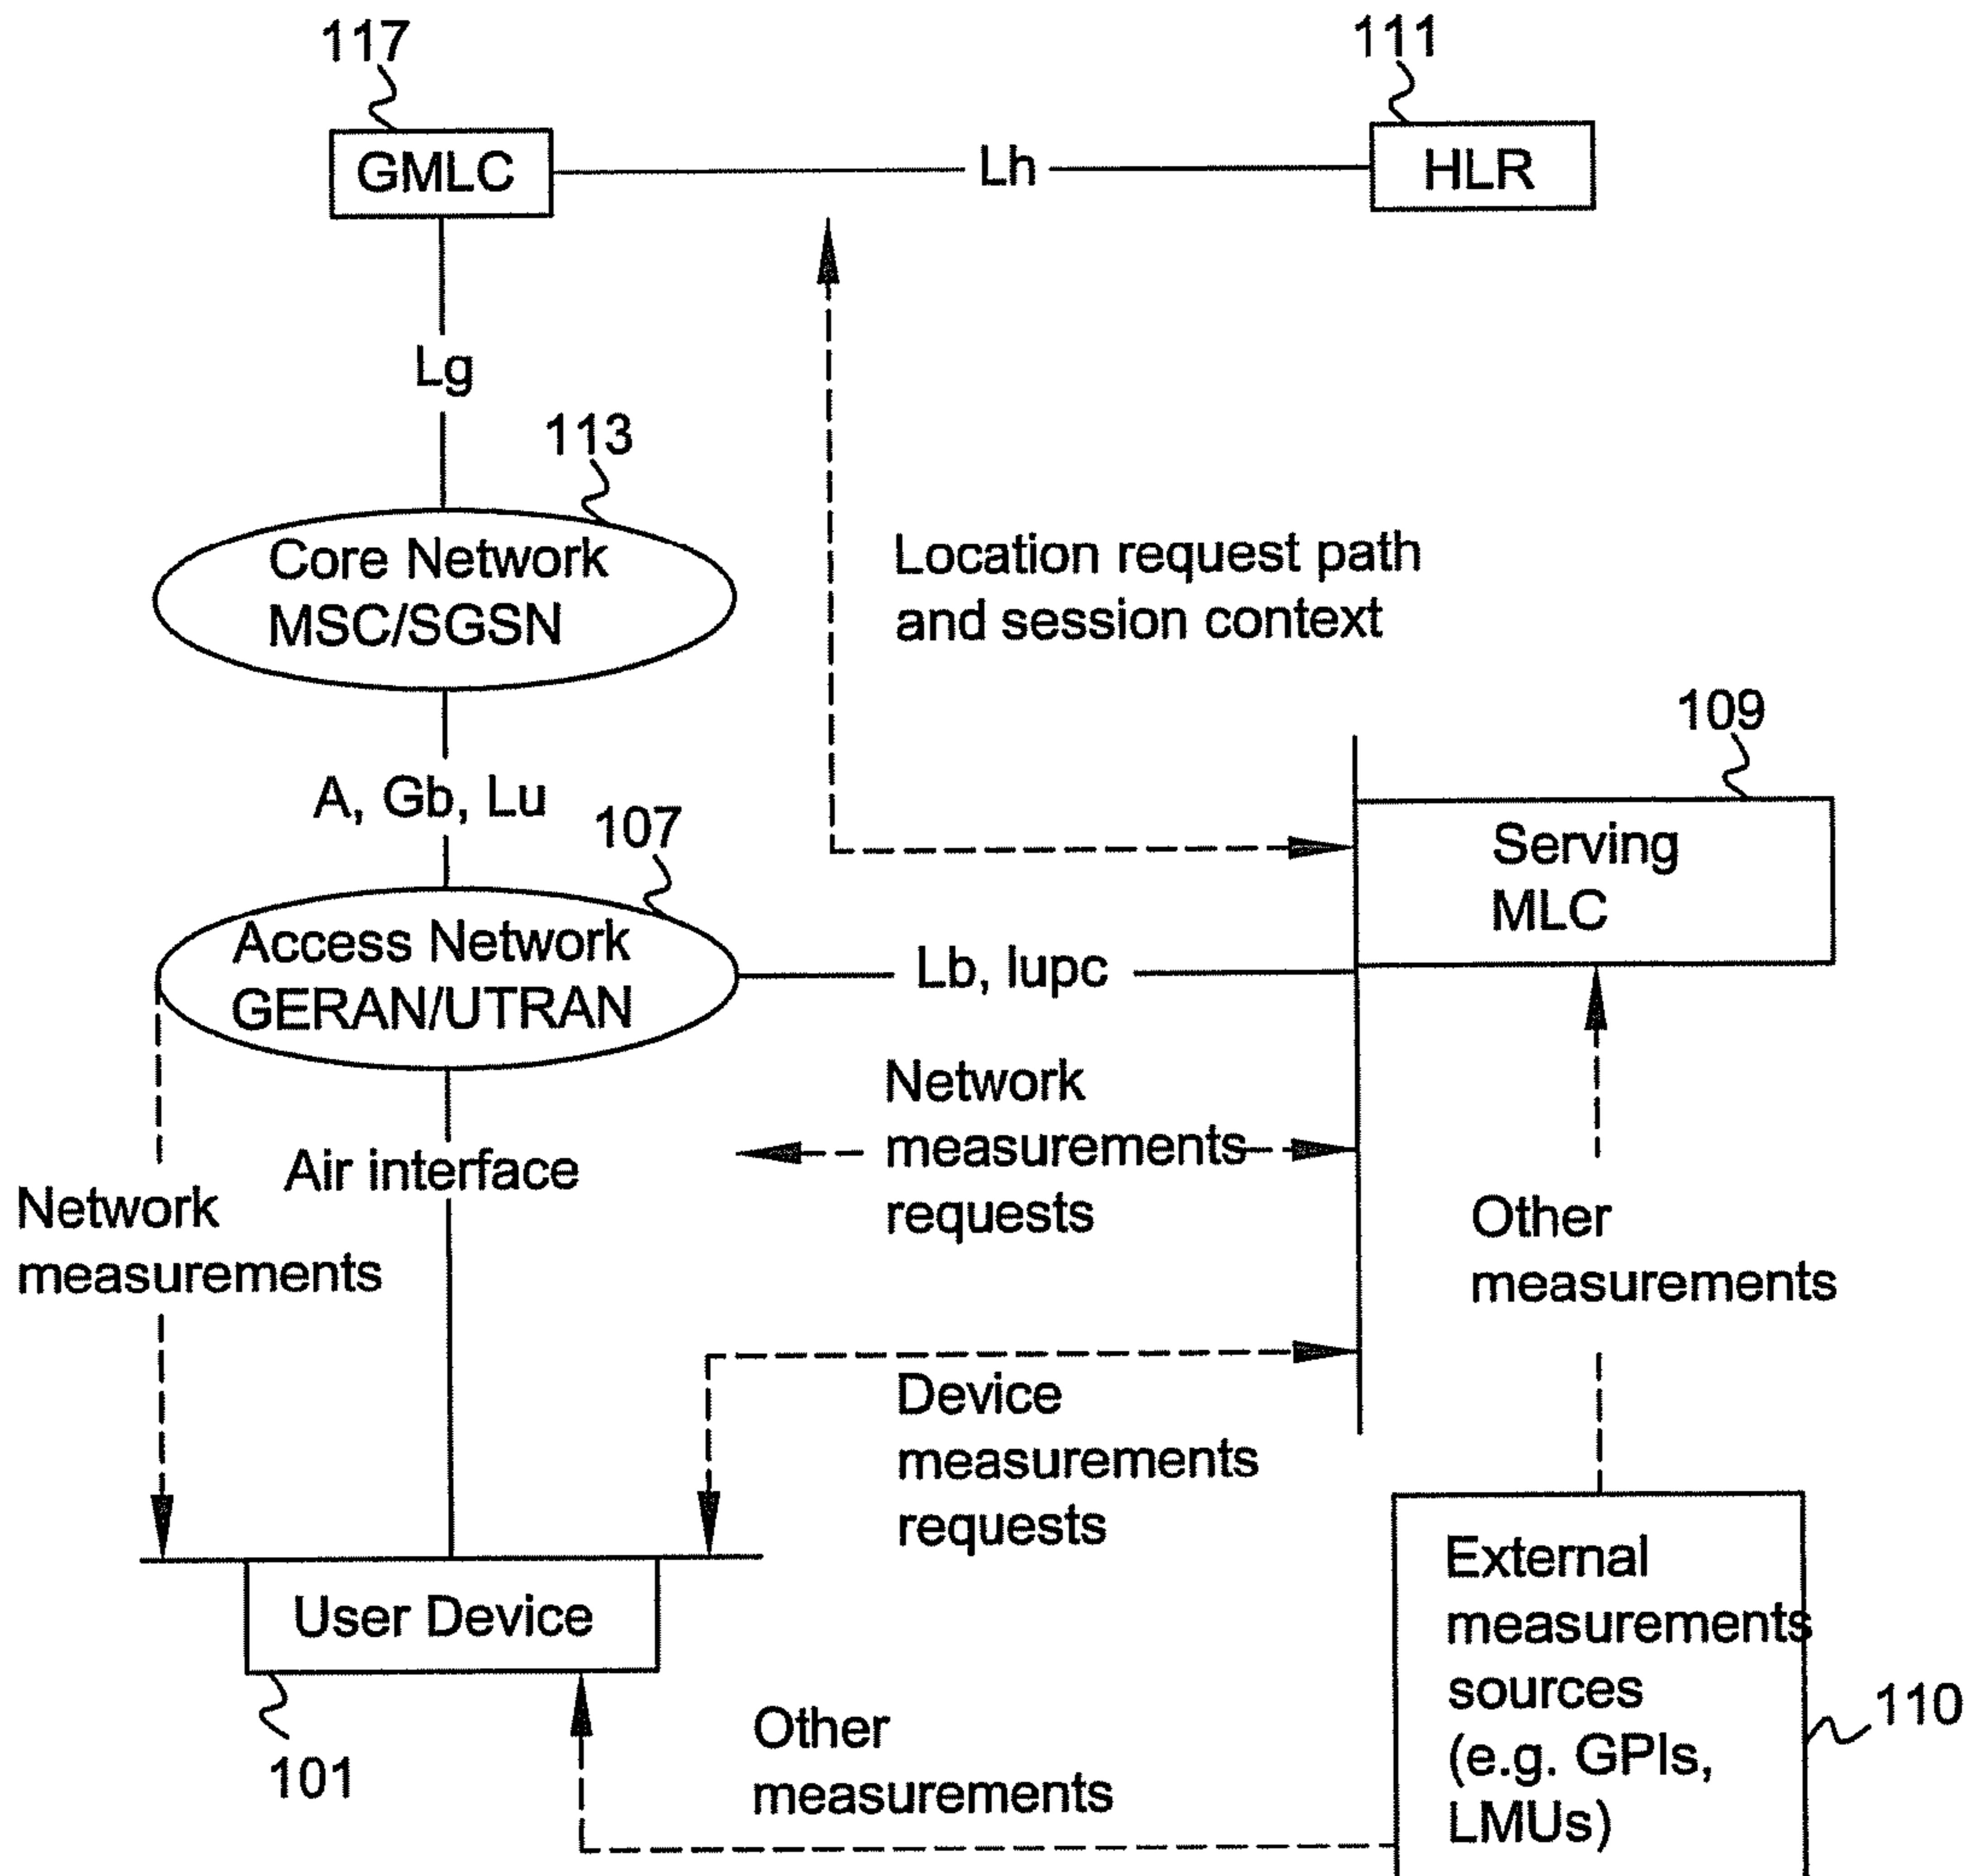 117
111
GMLC
Lh
HLR
Lg
113
Core Network
MSC/SGSN
Location request path
and session context
109
A, Gb, Lu
107
Serving
MLC
Access Network
GERAN/UTRAN
Lb, lupc
Network
measurements
requests
Air interface
Network
measurements
Other
measurements
Device
measurements
requests
User Device
External
measurements
sources
(e.g. GPIs,
LMUs)
110
101
Other
measurements